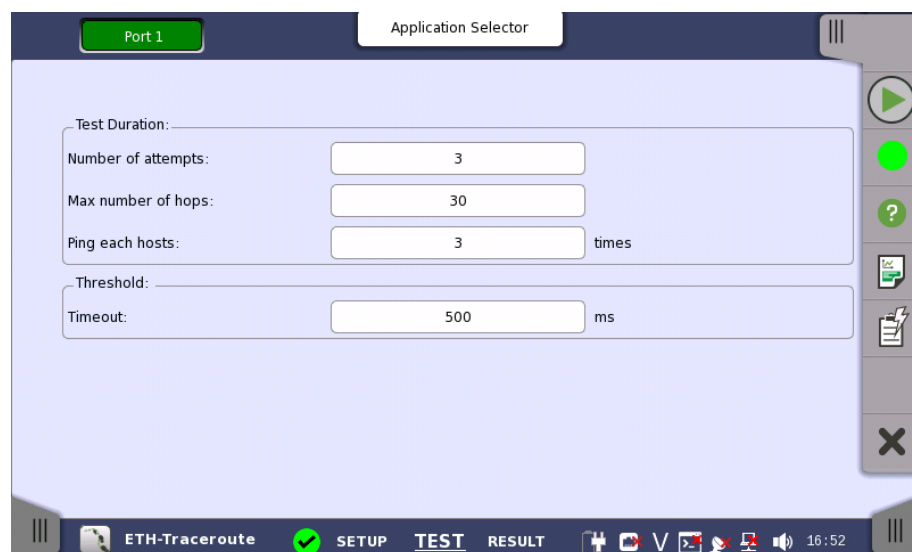 Port 1
Application Selector
Test Duration:
Number of attempts: 3
Max number of hops: 30
Ping each hosts: 3 times
Threshold:
Timeout: 500 ms
ETH-Traceroute SETUP TEST RESULT 16:52